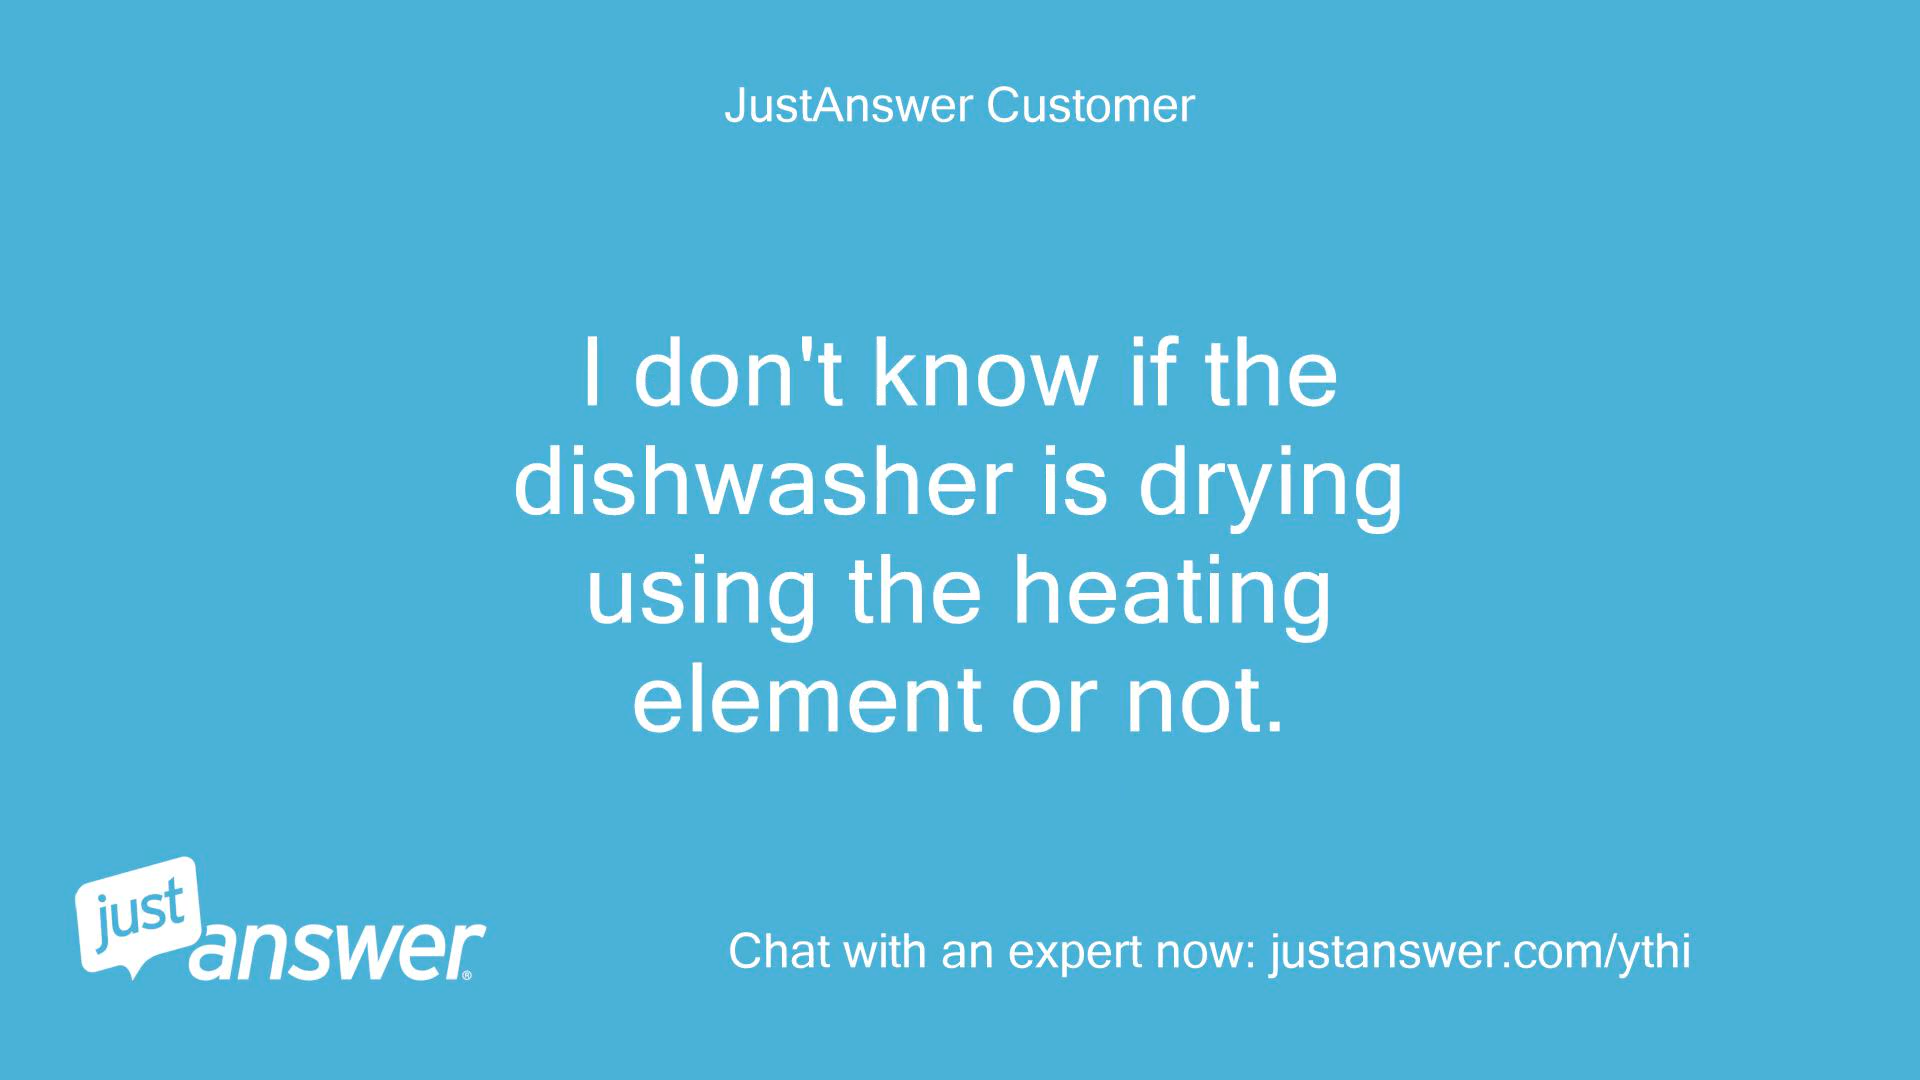 JustAnswer Customer
I don't know if the
dishwasher is drying
using the heating
element or not.
just
answer®
Chat with an expert now: justanswer.com/ythi